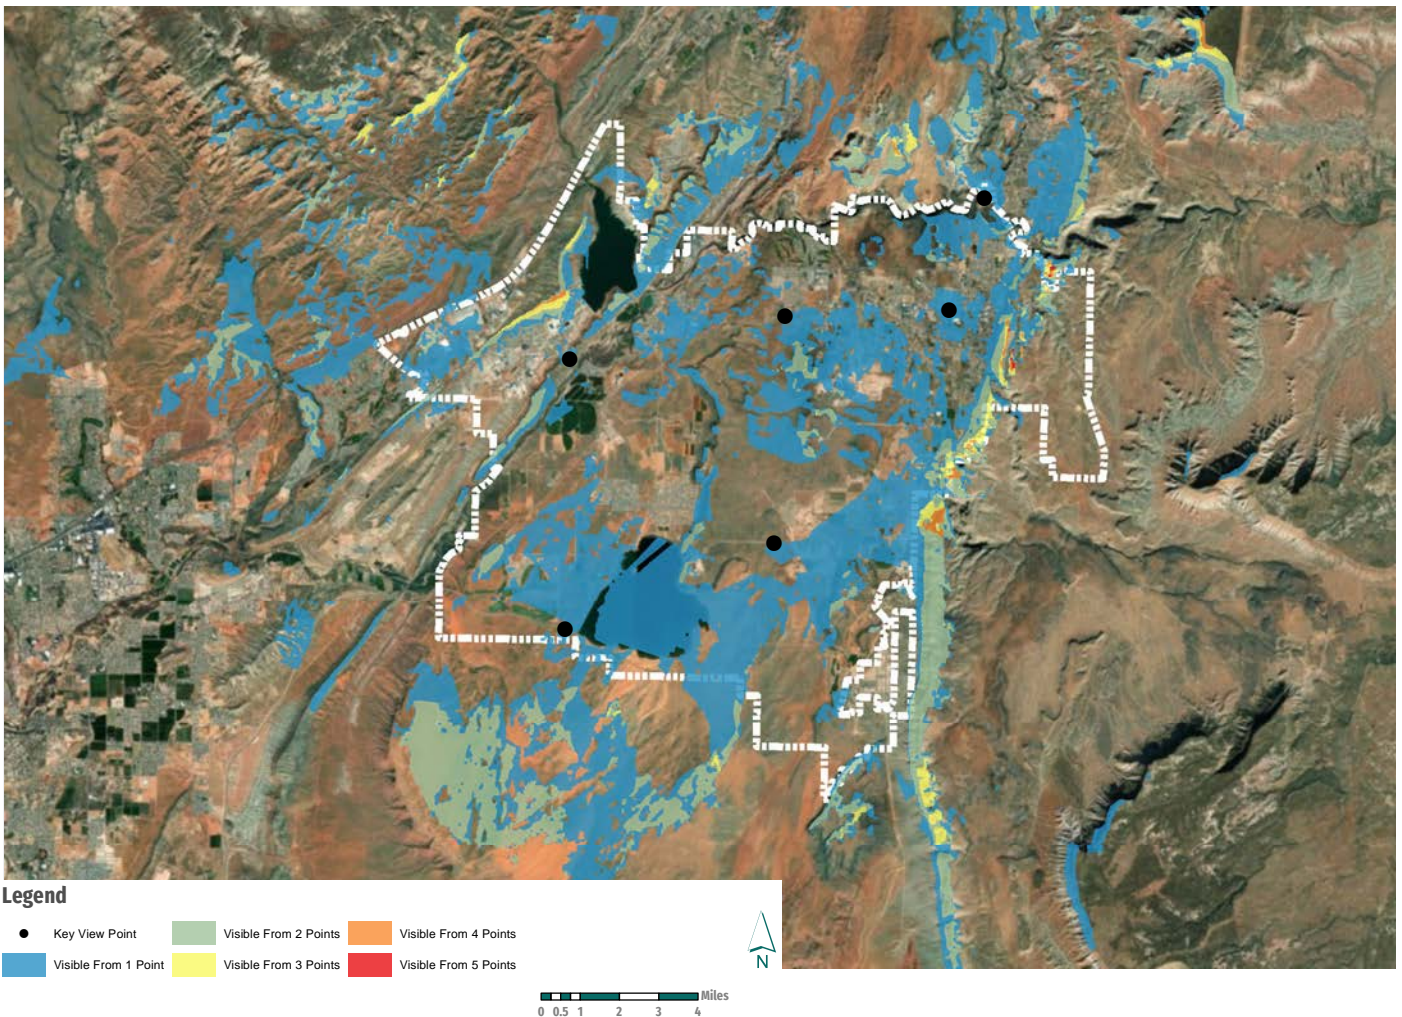 Legend
Key View Point
Visible From 2 Points
Visible From 4 Points
Visible From 1 Point
Visible From 3 Points
Visible From 5 Points
N
Miles
0 0.5 1 2 3 4